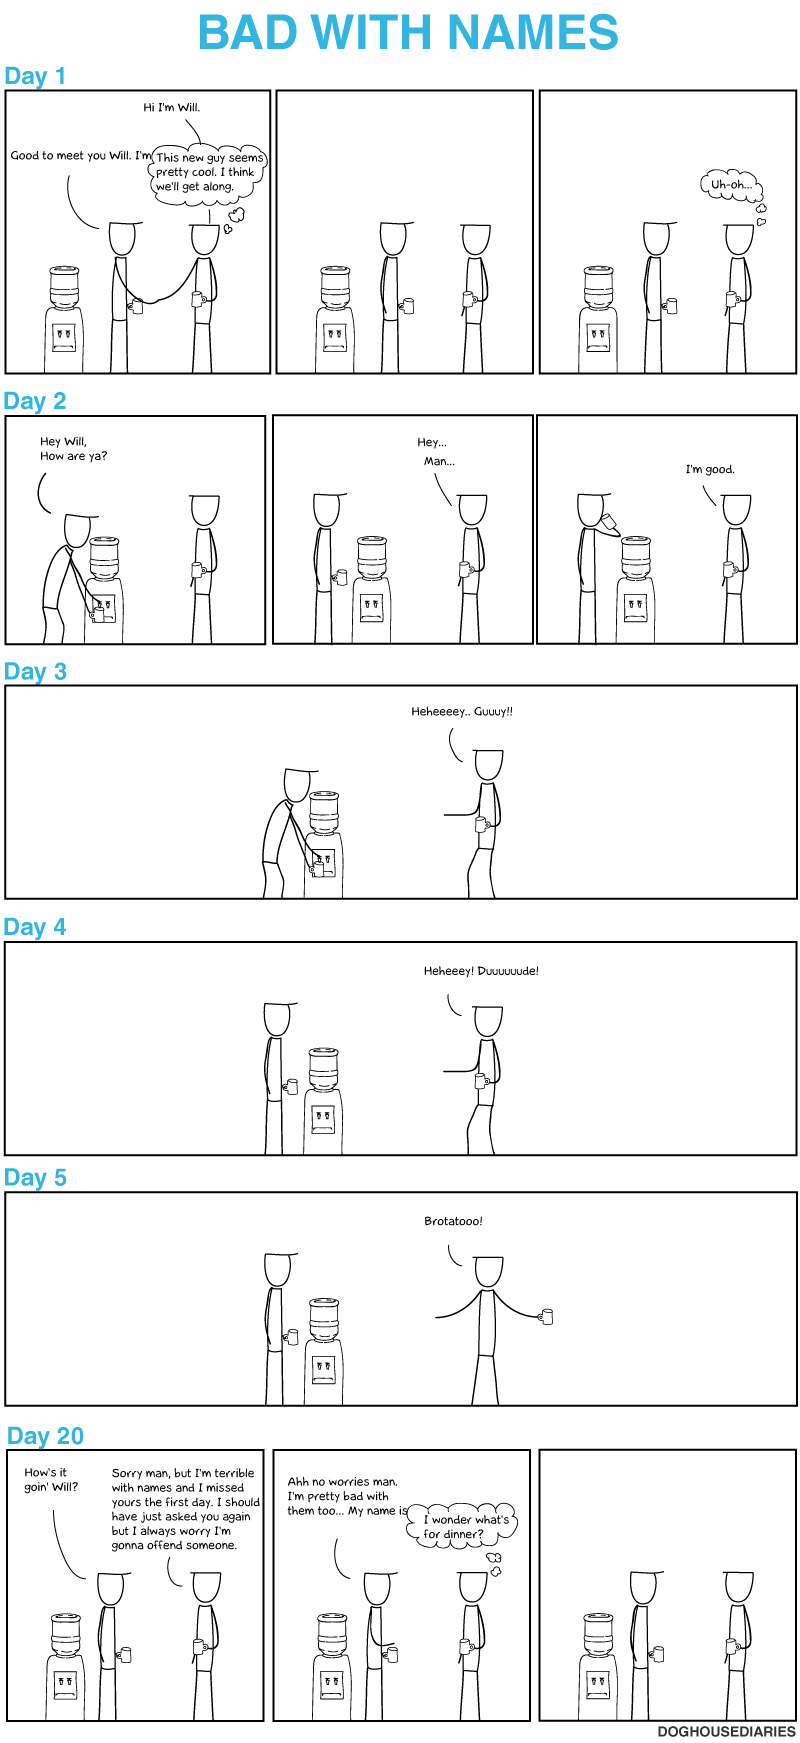 BAD WITH NAMES
Day 1
Hi I'm Will.
Good to meet you Will. I'm
This new guy seems
pretty cool. I think
we'll get along.
Uh-oh...
Day 2
Hey Will,
How are ya?
Hey...
Man...
I'm good.
Day 3
Heheeeey.. Guuuy!!
Day 4
Heheeey! Duuuuuude!
Day 5
Brotatooo!
Day 20
How's it
goin' Will?
Sorry man, but I'm terrible
with names and I missed
yours the first day. I should
have just asked you again
but I always worry I'm
gonna offend someone.
Ahh no worries man.
I'm pretty bad with
them too... My name is
I wonder what's
for dinner?
DOGHOUSEDIARIES